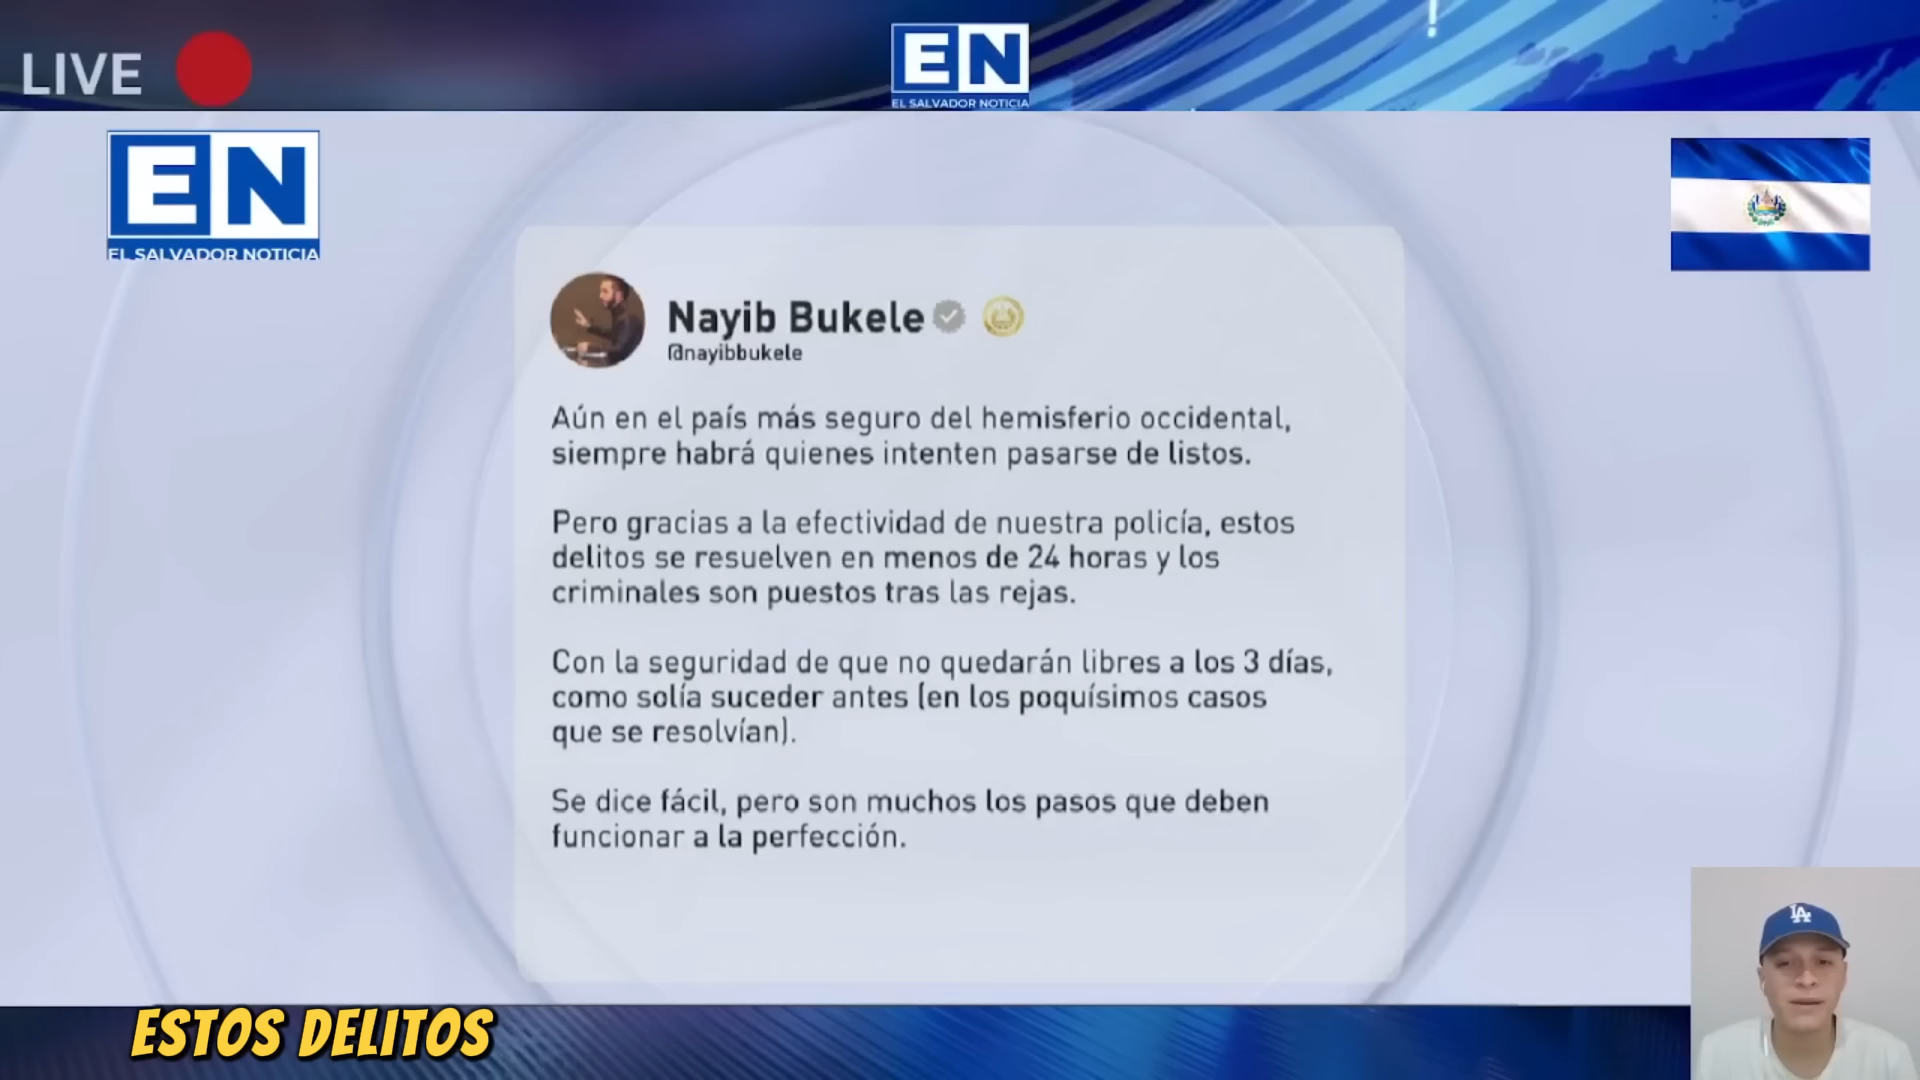 LIVE
EN
EL SALVADOR NOTICIA
EN
EL SALVADOR NOTICIA
Nayib Bukele
@nayibbukele
Aún en el país más seguro del hemisferio occidental,
siempre habrá quienes intenten pasarse de listos.
Pero gracias a la efectividad de nuestra policía, estos
delitos se resuelven en menos de 24 horas y los
criminales son puestos tras las rejas.
Con la seguridad de que no quedarán libres a los 3 días,
como solía suceder antes (en los poquísimos casos
que se resolvían).
Se dice fácil, pero son muchos los pasos que deben
funcionar a la perfección.
LA
ESTOS DELITOS